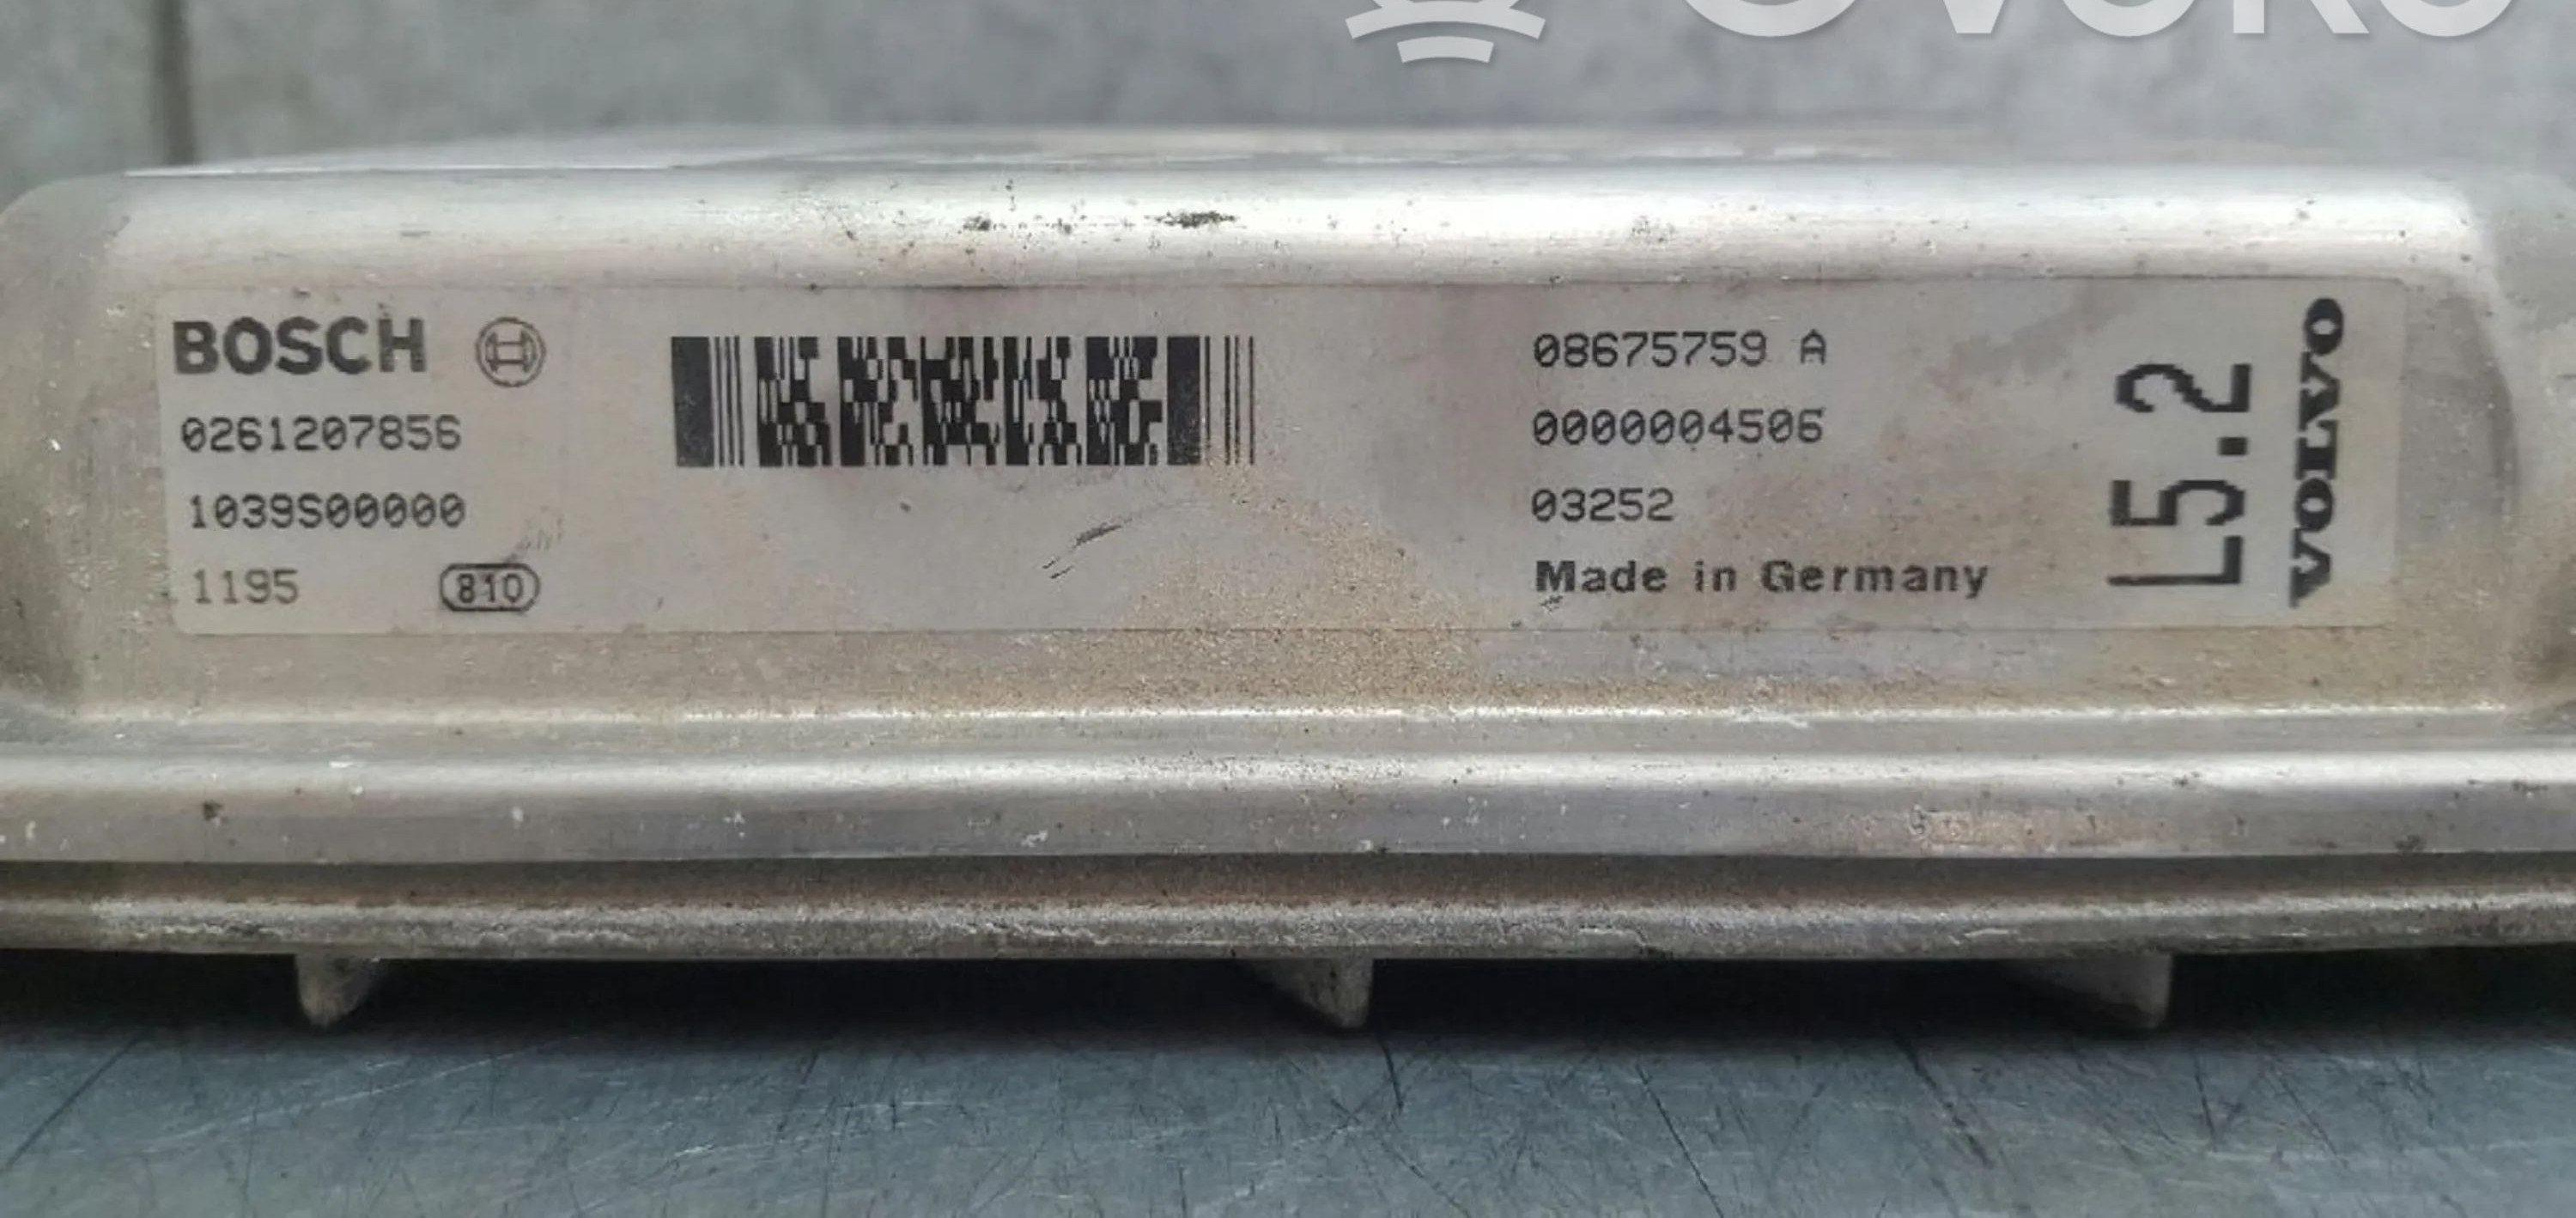 BOSCH
0261207856
1039S00000
1195
810
08675759 A
0000004506
03252
Made in Germany
L5.2
VOLVO